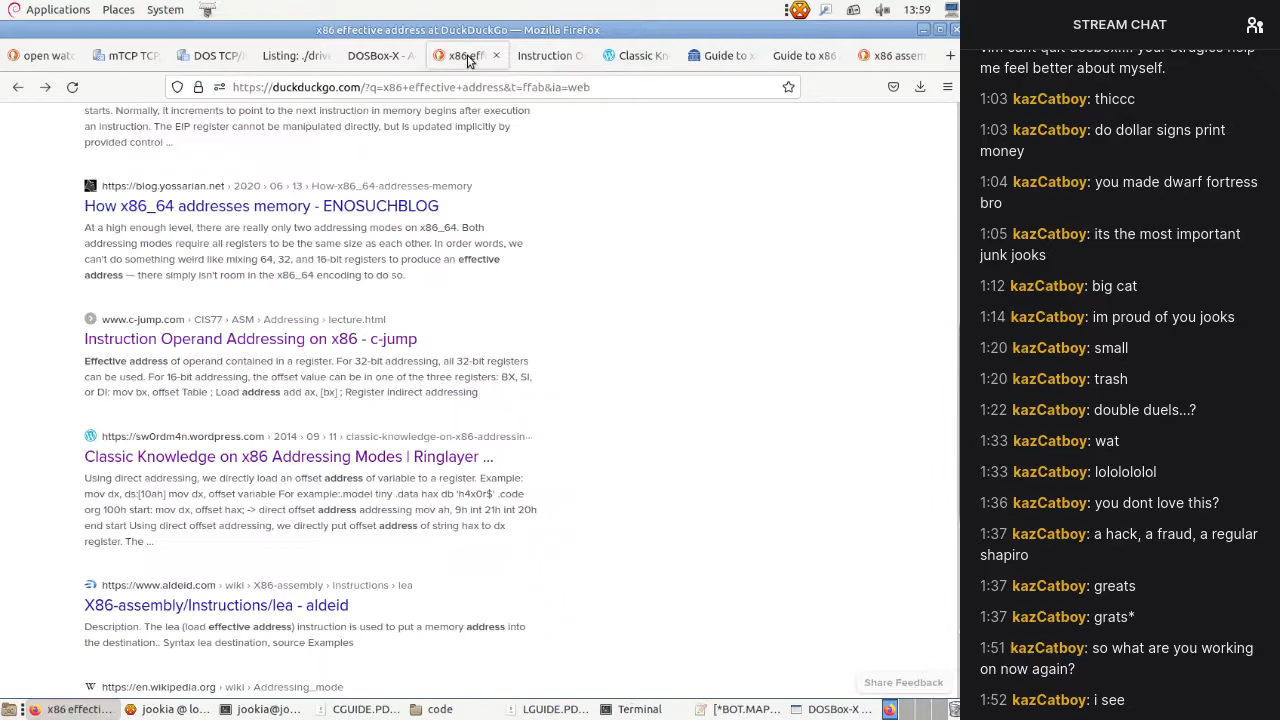 Applications Places System
13:59
x86 effective address at DuckDuckGo — Mozilla Firefox
open wat
mTCP TCP
DOS TCP/I
Listing: ./drive
DOSBox-X - A
x86 eff
Instruction O
Classic Kn
Guide to x
Guide to x86
x86 assem
https://duckduckgo.com/?q=x86+effective+address&t=ffab&ia=web
starts. Normally, it increments to point to the next instruction in memory begins after execution
an instruction. The EIP register cannot be manipulated directly, but is updated implicitly by
provided control ...
https://blog.yossarian.net › 2020 › 06 › 13 › How-x86_64-addresses-memory
How x86_64 addresses memory - ENOSUCHBLOG
At a high enough level, there are really only two addressing modes on x86_64. Both
addressing modes require all registers to be the same size as each other. In order words, we
can't do something weird like mixing 64, 32, and 16-bit registers to produce an effective
address — there simply isn't room in the x86_64 encoding to do so.
www.c-jump.com › CIS77 › ASM › Addressing › lecture.html
Instruction Operand Addressing on x86 - c-jump
Effective address of operand contained in a register. For 32-bit addressing, all 32-bit registers
can be used. For 16-bit addressing, the offset value can be in one of the three registers: BX, SI,
or DI: mov bx, offset Table ; Load address add ax, [bx] ; Register indirect addressing
https://sw0rdm4n.wordpress.com › 2014 › 09 › 11 › classic-knowledge-on-x86-addressin...
Classic Knowledge on x86 Addressing Modes | Ringlayer ...
Using direct addressing, we directly load an offset address of variable to a register. Example:
mov dx, ds:[10ah] mov dx, offset variable For example:.model tiny .data hax db 'h4x0r$' .code
org 100h start: mov dx, offset hax; -> direct offset address addressing mov ah, 9h int 21h int 20h
end start Using direct offset addressing, we directly put offset address of string hax to dx
register. The ...
https://www.aldeid.com › wiki › X86-assembly › Instructions › lea
X86-assembly/Instructions/lea - aldeid
Description. The lea (load effective address) instruction is used to put a memory address into
the destination.. Syntax lea destination, source Examples
https://en.wikipedia.org › wiki › Addressing_mode
Share Feedback
x86 effecti...
jookia @ lo...
jookia@jo...
CGUIDE.PD...
code
LGUIDE.PD...
Terminal
[*BOT.MAP...
DOSBox-X ...
STREAM CHAT
me feel better about myself.
1:03 kazCatboy: thiccc
1:03 kazCatboy: do dollar signs print
money
1:04 kazCatboy: you made dwarf fortress
bro
1:05 kazCatboy: its the most important
junk jooks
1:12 kazCatboy: big cat
1:14 kazCatboy: im proud of you jooks
1:20 kazCatboy: small
1:20 kazCatboy: trash
1:22 kazCatboy: double duels...?
1:33 kazCatboy: wat
1:33 kazCatboy: lolololol
1:36 kazCatboy: you dont love this?
1:37 kazCatboy: a hack, a fraud, a regular
shapiro
1:37 kazCatboy: greats
1:37 kazCatboy: grats*
1:51 kazCatboy: so what are you working
on now again?
1:52 kazCatboy: i see